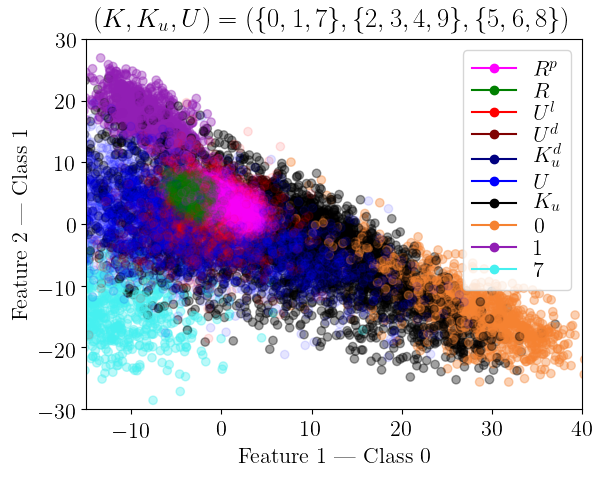 (K, K_u, U) = ({0, 1, 7}, {2, 3, 4, 9}, {5, 6, 8})
30
20
10
0
−10
−20
−30
Feature 2 — Class 1
R^p
R
U^l
U^d
K_u^d
U
K_u
0
1
7
−10
0
10
20
30
40
Feature 1 — Class 0